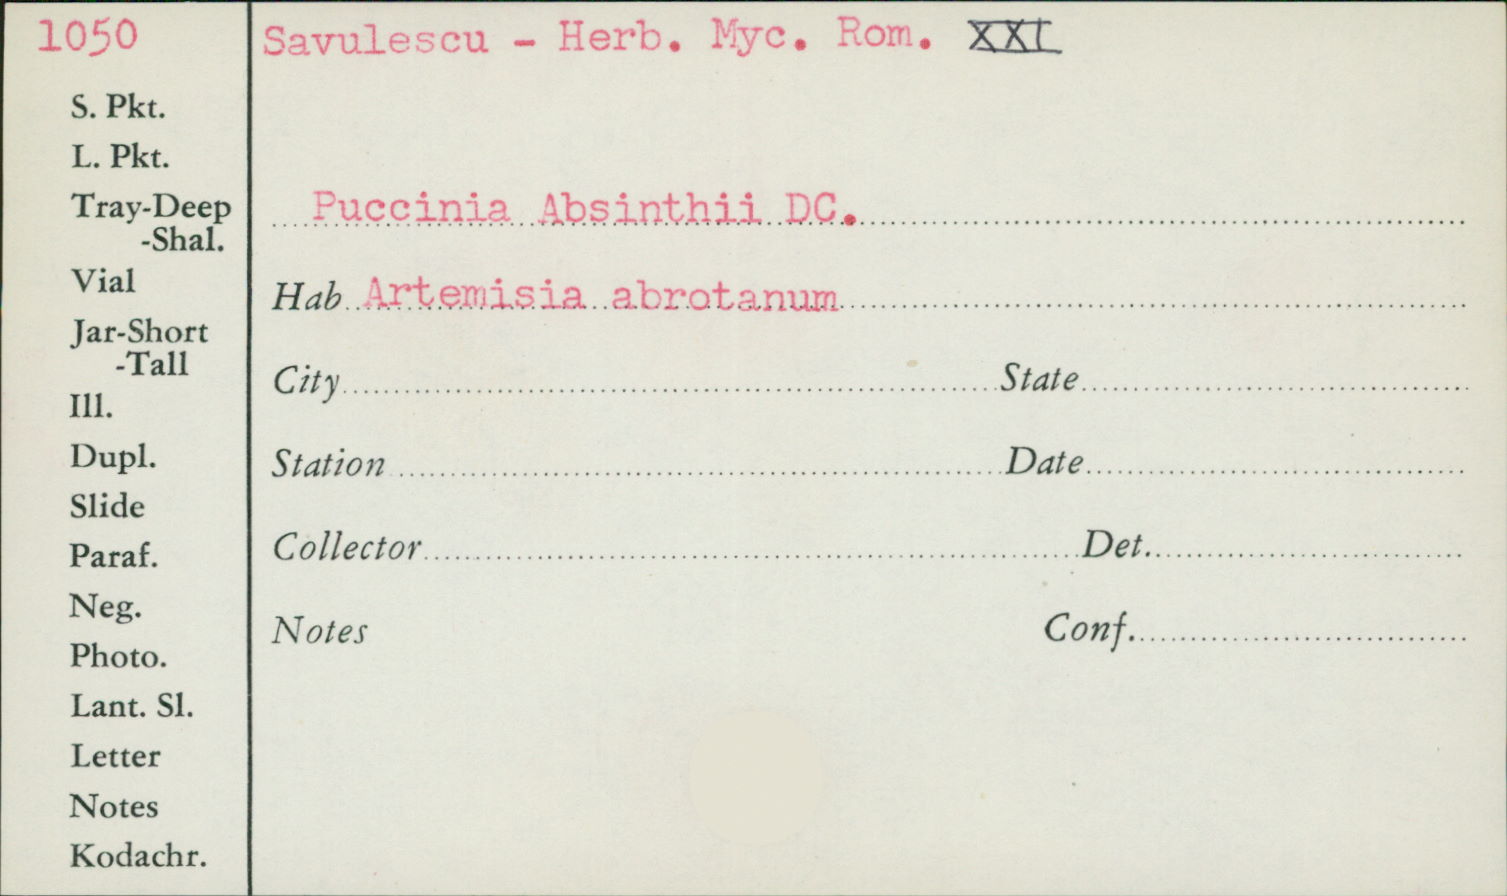 1050
Savulescu - Herb. Myc. Rom. XXI
S. Pkt.
L. Pkt.
Tray-Deep
-Shal.
Vial
Jar-Short
-Tall
Ill.
Dupl.
Slide
Paraf.
Neg.
Photo.
Lant. Sl.
Letter
Notes
Kodachr.
Puccinia Absinthii DC.
Hab Artemisia abrotanum
City State
Station Date
Collector Det.
Notes Conf.